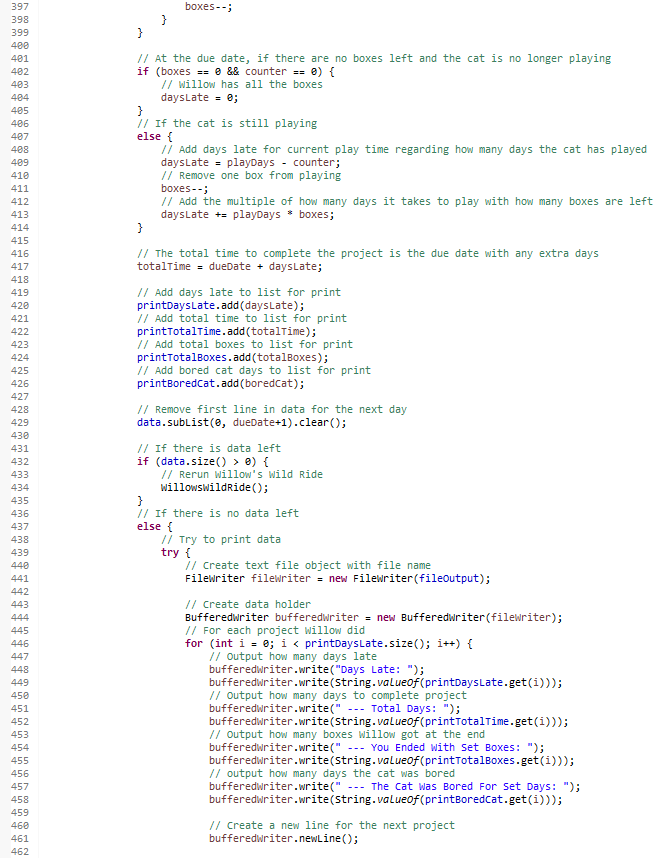 397 boxes--;
398 }
399 }
400
401 // At the due date, if there are no boxes left and the cat is no longer playing
402 if (boxes == 0 && counter == 0) {
403 // Willow has all the boxes
404 daysLate = 0;
405 }
406 // If the cat is still playing
407 else {
408 // Add days late for current play time regarding how many days the cat has played
409 daysLate = playDays - counter;
410 // Remove one box from playing
411 boxes--;
412 // Add the multiple of how many days it takes to play with how many boxes are left
413 daysLate += playDays * boxes;
414 }
415
416 // The total time to complete the project is the due date with any extra days
417 totalTime = dueDate + daysLate;
418
419 // Add days late to list for print
420 printDaysLate.add(daysLate);
421 // Add total time to list for print
422 printTotalTime.add(totalTime);
423 // Add total boxes to list for print
424 printTotalBoxes.add(totalBoxes);
425 // Add bored cat days to list for print
426 printBoredCat.add(boredCat);
427
428 // Remove first line in data for the next day
429 data.subList(0, dueDate+1).clear();
430
431 // If there is data left
432 if (data.size() > 0) {
433 // Rerun Willow's Wild Ride
434 WillowsWildRide();
435 }
436 // If there is no data left
437 else {
438 // Try to print data
439 try {
440 // Create text file object with file name
441 FileWriter fileWriter = new FileWriter(fileOutput);
442
443 // Create data holder
444 BufferedWriter bufferedWriter = new BufferedWriter(fileWriter);
445 // For each project Willow did
446 for (int i = 0; i < printDaysLate.size(); i++) {
447 // Output how many days late
448 bufferedWriter.write("Days Late: ");
449 bufferedWriter.write(String.valueOf(printDaysLate.get(i)));
450 // Output how many days to complete project
451 bufferedWriter.write(" --- Total Days: ");
452 bufferedWriter.write(String.valueOf(printTotalTime.get(i)));
453 // Output how many boxes Willow got at the end
454 bufferedWriter.write(" --- You Ended With Set Boxes: ");
455 bufferedWriter.write(String.valueOf(printTotalBoxes.get(i)));
456 // output how many days the cat was bored
457 bufferedWriter.write(" --- The Cat Was Bored For Set Days: ");
458 bufferedWriter.write(String.valueOf(printBoredCat.get(i)));
459
460 // Create a new line for the next project
461 bufferedWriter.newLine();
462